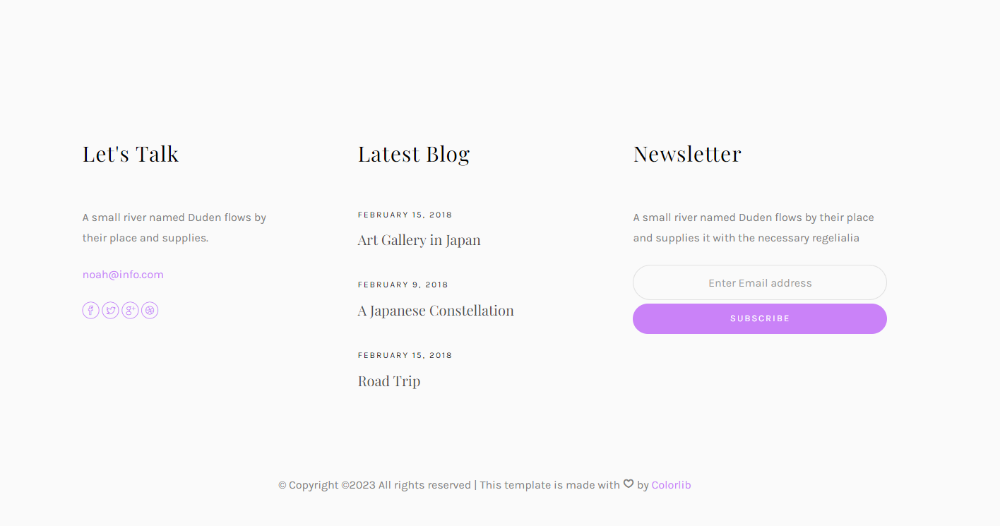 Let's Talk
A small river named Duden flows by
their place and supplies.
noah@info.com
Latest Blog
FEBRUARY 15, 2018
Art Gallery in Japan
FEBRUARY 9, 2018
A Japanese Constellation
FEBRUARY 15, 2018
Road Trip
Newsletter
A small river named Duden flows by their place
and supplies it with the necessary regelialia
Enter Email address
SUBSCRIBE
© Copyright ©2023 All rights reserved | This template is made with ♡ by Colorlib